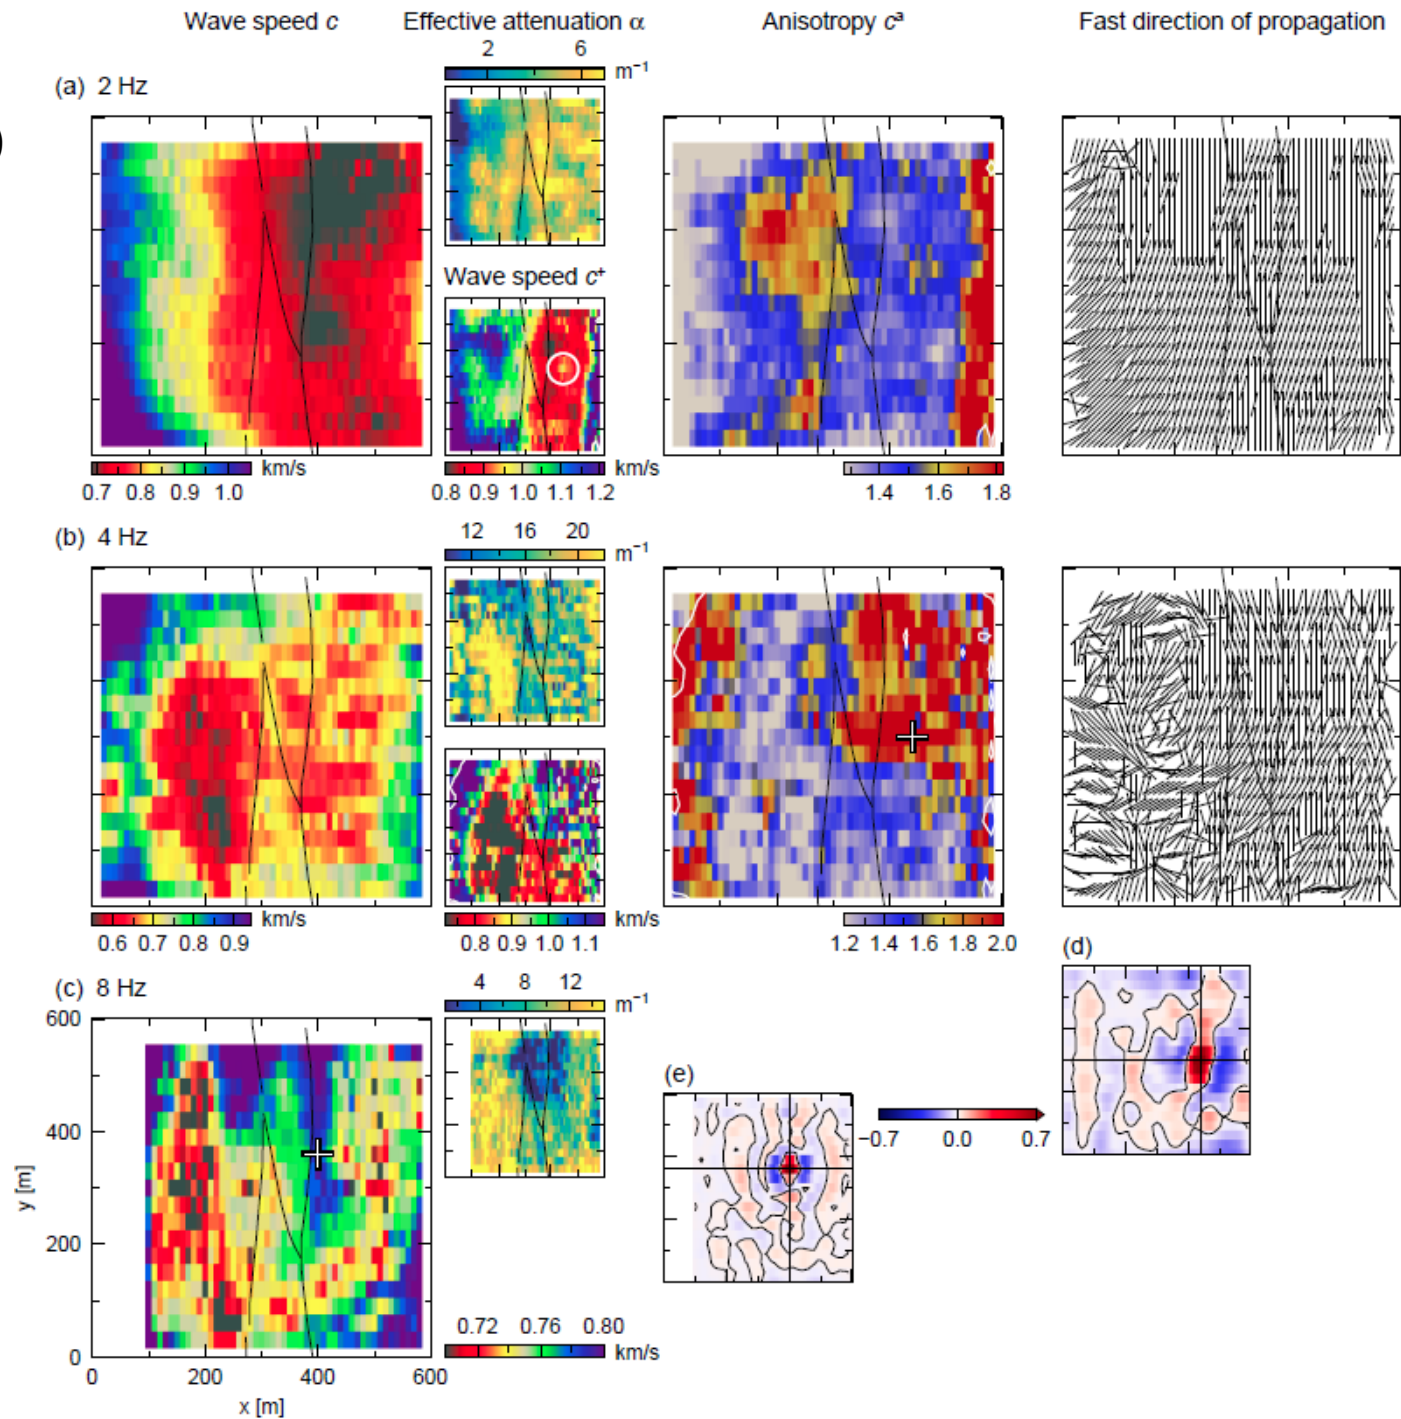 Wave speed c Effective attenuation α Anisotropy cᵃ Fast direction of propagation
2 6 m⁻¹
(a) 2 Hz
)
Wave speed c⁺
0.7 0.8 0.9 1.0 km/s
0.8 0.9 1.0 1.1 1.2 km/s
1.4 1.6 1.8
(b) 4 Hz
12 16 20 m⁻¹
0.6 0.7 0.8 0.9 km/s
0.8 0.9 1.0 1.1 km/s
1.2 1.4 1.6 1.8 2.0
(d)
(c) 8 Hz
4 8 12 m⁻¹
600
(e)
−0.7 0.0 0.7
400
y [m]
200
0.72 0.76 0.80
km/s
0
0 200 400 600
x [m]